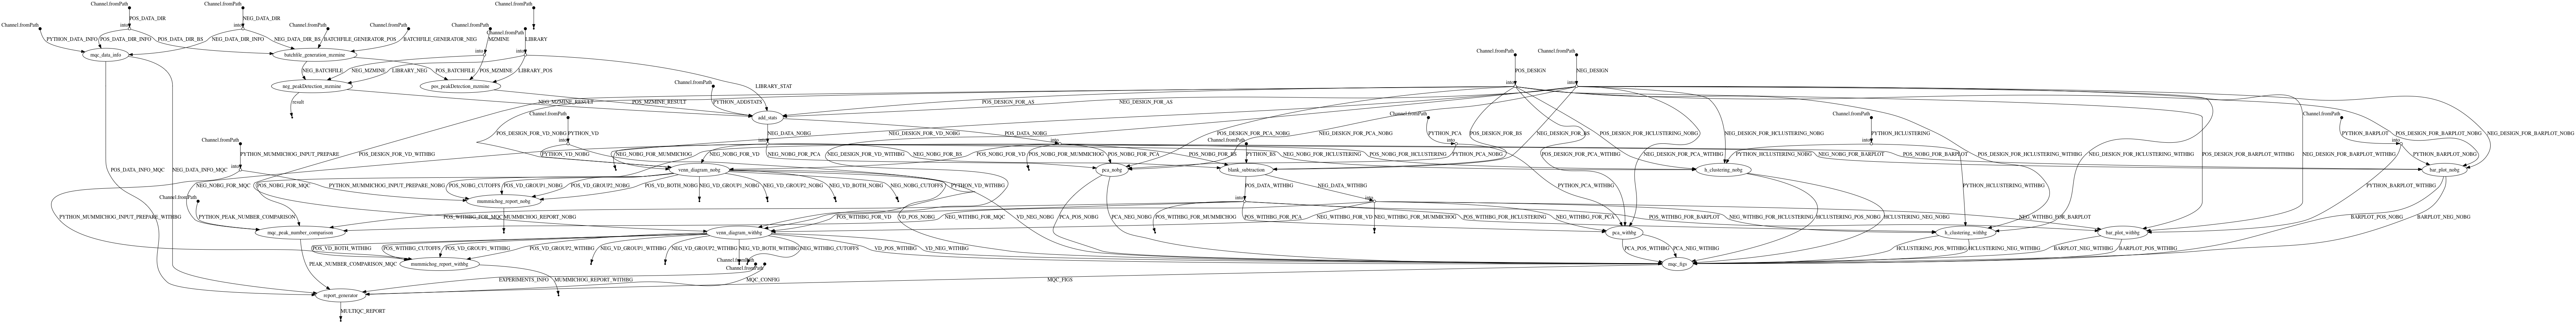 Channel.fromPath
Channel.fromPath
Channel.fromPath
POS_DATA_DIR
NEG_DATA_DIR
Channel.fromPath
into
into
Channel.fromPath
Channel.fromPath
Channel.fromPath
Channel.fromPath
PYTHON_DATA_INFO
POS_DATA_DIR_INFO
POS_DATA_DIR_BS
NEG_DATA_DIR_INFO
NEG_DATA_DIR_BS
BATCHFILE_GENERATOR_POS
BATCHFILE_GENERATOR_NEG
MZMINE
LIBRARY
mqc_data_info
batchfile_generation_mzmine
into
into
Channel.fromPath
Channel.fromPath
NEG_BATCHFILE
NEG_MZMINE
LIBRARY_NEG
POS_BATCHFILE
POS_MZMINE
LIBRARY_POS
POS_DESIGN
NEG_DESIGN
neg_peakDetection_mzmine
pos_peakDetection_mzmine
Channel.fromPath
LIBRARY_STAT
into
into
result
NEG_MZMINE_RESULT
POS_MZMINE_RESULT
PYTHON_ADDSTATS
POS_DESIGN_FOR_AS
NEG_DESIGN_FOR_AS
add_stats
Channel.fromPath
Channel.fromPath
Channel.fromPath
Channel.fromPath
POS_DESIGN_FOR_VD_NOBG
PYTHON_VD
NEG_DATA_NOBG
NEG_DESIGN_FOR_VD_NOBG
POS_DATA_NOBG
POS_DESIGN_FOR_PCA_NOBG
NEG_DESIGN_FOR_PCA_NOBG
PYTHON_PCA
POS_DESIGN_FOR_BS
NEG_DESIGN_FOR_BS
POS_DESIGN_FOR_HCLUSTERING_NOBG
NEG_DESIGN_FOR_HCLUSTERING_NOBG
PYTHON_HCLUSTERING
PYTHON_BARPLOT
POS_DESIGN_FOR_BARPLOT_NOBG
NEG_DESIGN_FOR_BARPLOT_NOBG
Channel.fromPath
into
into
into
Channel.fromPath
into
into
into
PYTHON_MUMMICHOG_INPUT_PREPARE
POS_DESIGN_FOR_VD_WITHBG
PYTHON_VD_NOBG
NEG_NOBG_FOR_MUMMICHOG
NEG_NOBG_FOR_VD
NEG_NOBG_FOR_PCA
NEG_DESIGN_FOR_VD_WITHBG
NEG_NOBG_FOR_BS
POS_NOBG_FOR_VD
POS_NOBG_FOR_MUMMICHOG
POS_NOBG_FOR_PCA
POS_NOBG_FOR_BS
PYTHON_BS
NEG_NOBG_FOR_HCLUSTERING
POS_NOBG_FOR_HCLUSTERING
PYTHON_PCA_NOBG
POS_DESIGN_FOR_PCA_WITHBG
NEG_DESIGN_FOR_PCA_WITHBG
PYTHON_HCLUSTERING_NOBG
NEG_NOBG_FOR_BARPLOT
POS_NOBG_FOR_BARPLOT
POS_DESIGN_FOR_HCLUSTERING_WITHBG
NEG_DESIGN_FOR_HCLUSTERING_WITHBG
POS_DESIGN_FOR_BARPLOT_WITHBG
NEG_DESIGN_FOR_BARPLOT_WITHBG
PYTHON_BARPLOT_NOBG
POS_DATA_INFO_MQC
NEG_DATA_INFO_MQC
into
venn_diagram_nobg
pca_nobg
blank_subtraction
h_clustering_nobg
bar_plot_nobg
NEG_NOBG_FOR_MQC
POS_NOBG_FOR_MQC
PYTHON_MUMMICHOG_INPUT_PREPARE_NOBG
POS_NOBG_CUTOFFS
POS_VD_GROUP1_NOBG
POS_VD_GROUP2_NOBG
POS_VD_BOTH_NOBG
NEG_VD_GROUP1_NOBG
NEG_VD_GROUP2_NOBG
NEG_VD_BOTH_NOBG
NEG_NOBG_CUTOFFS
PYTHON_VD_WITHBG
POS_DATA_WITHBG
NEG_DATA_WITHBG
PYTHON_PCA_WITHBG
PYTHON_HCLUSTERING_WITHBG
PYTHON_BARPLOT_WITHBG
Channel.fromPath
mummichog_report_nobg
into
into
PYTHON_MUMMICHOG_INPUT_PREPARE_WITHBG
PYTHON_PEAK_NUMBER_COMPARISON
POS_WITHBG_FOR_MQC
MUMMICHOG_REPORT_NOBG
POS_WITHBG_FOR_VD
VD_POS_NOBG
NEG_WITHBG_FOR_MQC
VD_NEG_NOBG
PCA_POS_NOBG
PCA_NEG_NOBG
POS_WITHBG_FOR_MUMMICHOG
POS_WITHBG_FOR_PCA
NEG_WITHBG_FOR_VD
NEG_WITHBG_FOR_MUMMICHOG
POS_WITHBG_FOR_HCLUSTERING
NEG_WITHBG_FOR_PCA
POS_WITHBG_FOR_BARPLOT
NEG_WITHBG_FOR_HCLUSTERING
HCLUSTERING_POS_NOBG
HCLUSTERING_NEG_NOBG
NEG_WITHBG_FOR_BARPLOT
BARPLOT_POS_NOBG
BARPLOT_NEG_NOBG
mqc_peak_number_comparison
venn_diagram_withbg
pca_withbg
h_clustering_withbg
bar_plot_withbg
POS_VD_BOTH_WITHBG
POS_WITHBG_CUTOFFS
POS_VD_GROUP1_WITHBG
POS_VD_GROUP2_WITHBG
NEG_VD_GROUP1_WITHBG
NEG_VD_GROUP2_WITHBG
NEG_VD_BOTH_WITHBG
NEG_WITHBG_CUTOFFS
VD_POS_WITHBG
VD_NEG_WITHBG
PCA_POS_WITHBG
PCA_NEG_WITHBG
HCLUSTERING_POS_WITHBG
HCLUSTERING_NEG_WITHBG
BARPLOT_NEG_WITHBG
BARPLOT_POS_WITHBG
PEAK_NUMBER_COMPARISON_MQC
mummichog_report_withbg
Channel.fromPath
Channel.fromPath
mqc_figs
EXPERIMENTS_INFO
MUMMICHOG_REPORT_WITHBG
MQC_CONFIG
MQC_FIGS
report_generator
MULTIQC_REPORT